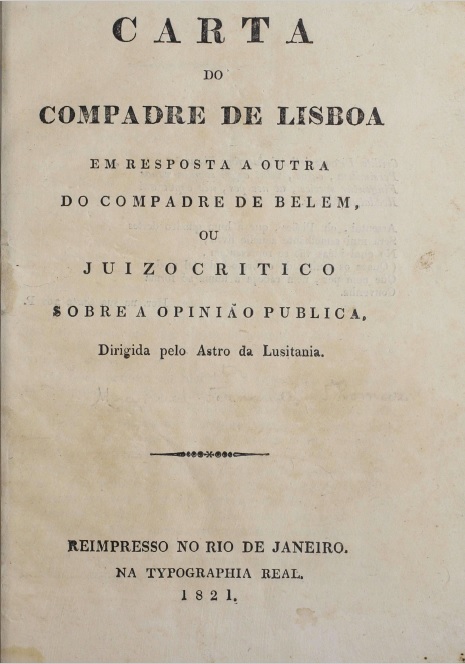 CARTA
DO
COMPADRE DE LISBOA
EM RESPOSTA A OUTRA
DO COMPADRE DE BELEM,
OU
JUIZO CRITICO
SOBRE A OPINIÃO PUBLICA,
Dirigida pelo Astro da Lusitania.
REIMPRESSO NO RIO DE JANEIRO.
NA TYPOGRAPHIA REAL.
1821.